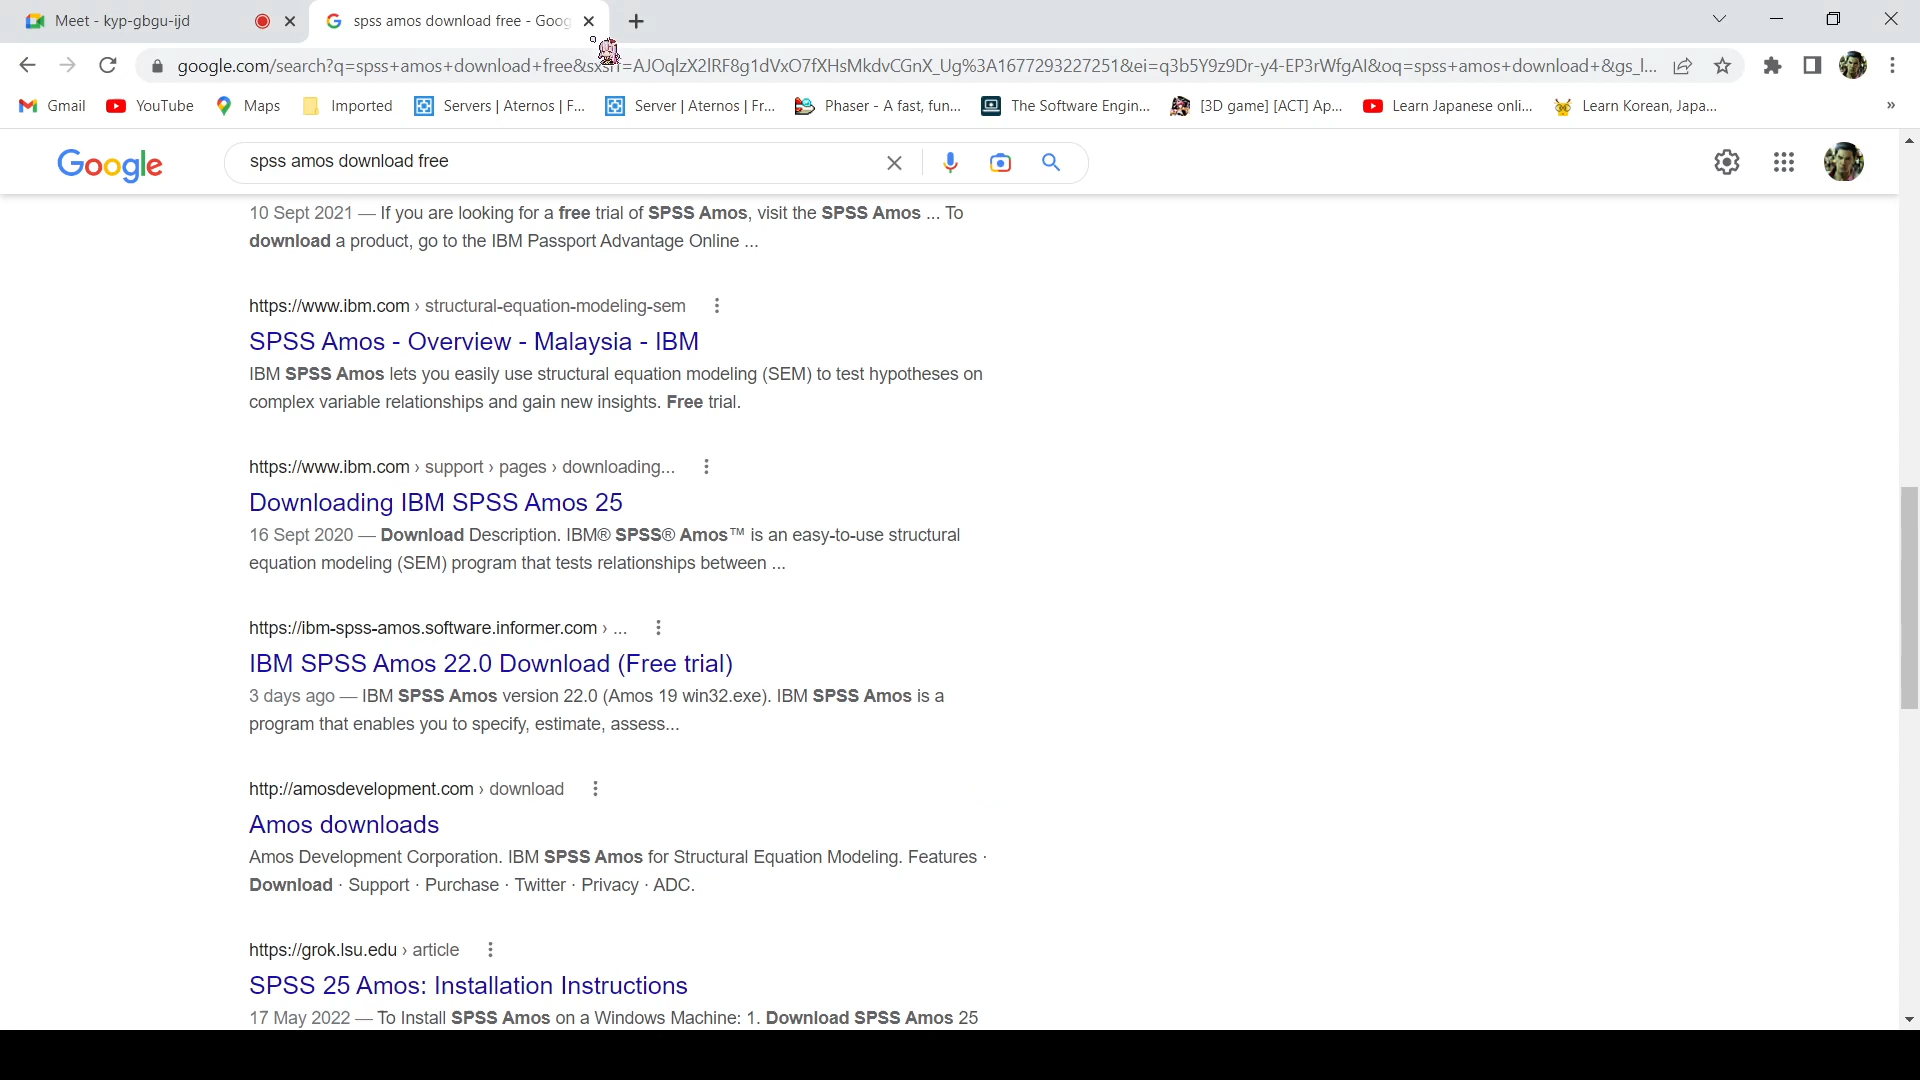 Meet - kyp-gbgu-ijd
spss amos download free - Goog
google.com/search?q=spss+amos+download+free&sxsrf=AJOqlzX2lRF8g1dVxO7fXHsMkdvCGnX_Ug%3A1677293227251&ei=q3b5Y9z9Dr-y4-EP3rWfgAI&oq=spss+amos+download+&gs_l...
Gmail YouTube Maps Imported Servers | Aternos | F... Server | Aternos | Fr... Phaser - A fast, fun... The Software Engin... [3D game] [ACT] Ap... Learn Japanese onli... Learn Korean, Japa... »
Google
spss amos download free
10 Sept 2021 — If you are looking for a free trial of SPSS Amos, visit the SPSS Amos ... To
download a product, go to the IBM Passport Advantage Online ...
https://www.ibm.com › structural-equation-modeling-sem
SPSS Amos - Overview - Malaysia - IBM
IBM SPSS Amos lets you easily use structural equation modeling (SEM) to test hypotheses on
complex variable relationships and gain new insights. Free trial.
https://www.ibm.com › support › pages › downloading...
Downloading IBM SPSS Amos 25
16 Sept 2020 — Download Description. IBM® SPSS® Amos™ is an easy-to-use structural
equation modeling (SEM) program that tests relationships between ...
https://ibm-spss-amos.software.informer.com › ...
IBM SPSS Amos 22.0 Download (Free trial)
3 days ago — IBM SPSS Amos version 22.0 (Amos 19 win32.exe). IBM SPSS Amos is a
program that enables you to specify, estimate, assess...
http://amosdevelopment.com › download
Amos downloads
Amos Development Corporation. IBM SPSS Amos for Structural Equation Modeling. Features ·
Download · Support · Purchase · Twitter · Privacy · ADC.
https://grok.lsu.edu › article
SPSS 25 Amos: Installation Instructions
17 May 2022 — To Install SPSS Amos on a Windows Machine: 1. Download SPSS Amos 25